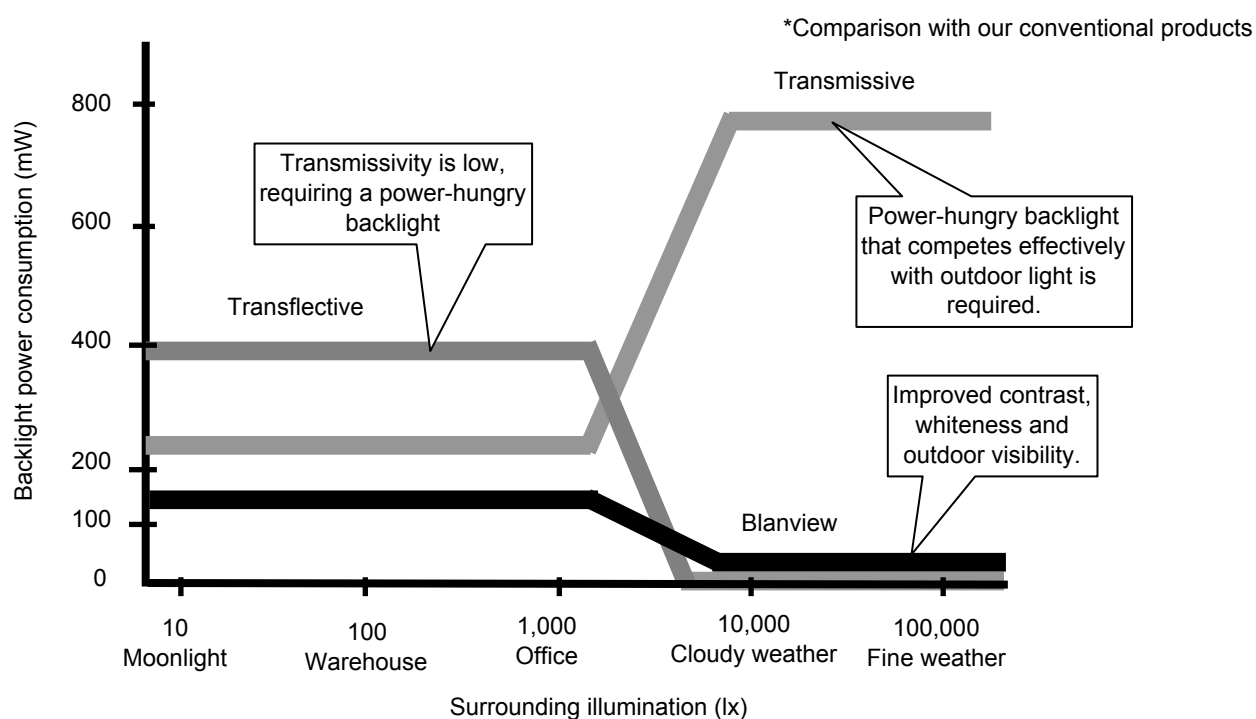 *Comparison with our conventional products
Transmissive
800
Transmissivity is low,
requiring a power-hungry
backlight
Power-hungry backlight
that competes effectively
with outdoor light is
required.
600
Transflective
400
Improved contrast,
whiteness and
outdoor visibility.
200
Blanview
100
0
Backlight power consumption (mW)
10
100
1,000
10,000
100,000
Moonlight
Warehouse
Office
Cloudy weather
Fine weather
Surrounding illumination (lx)